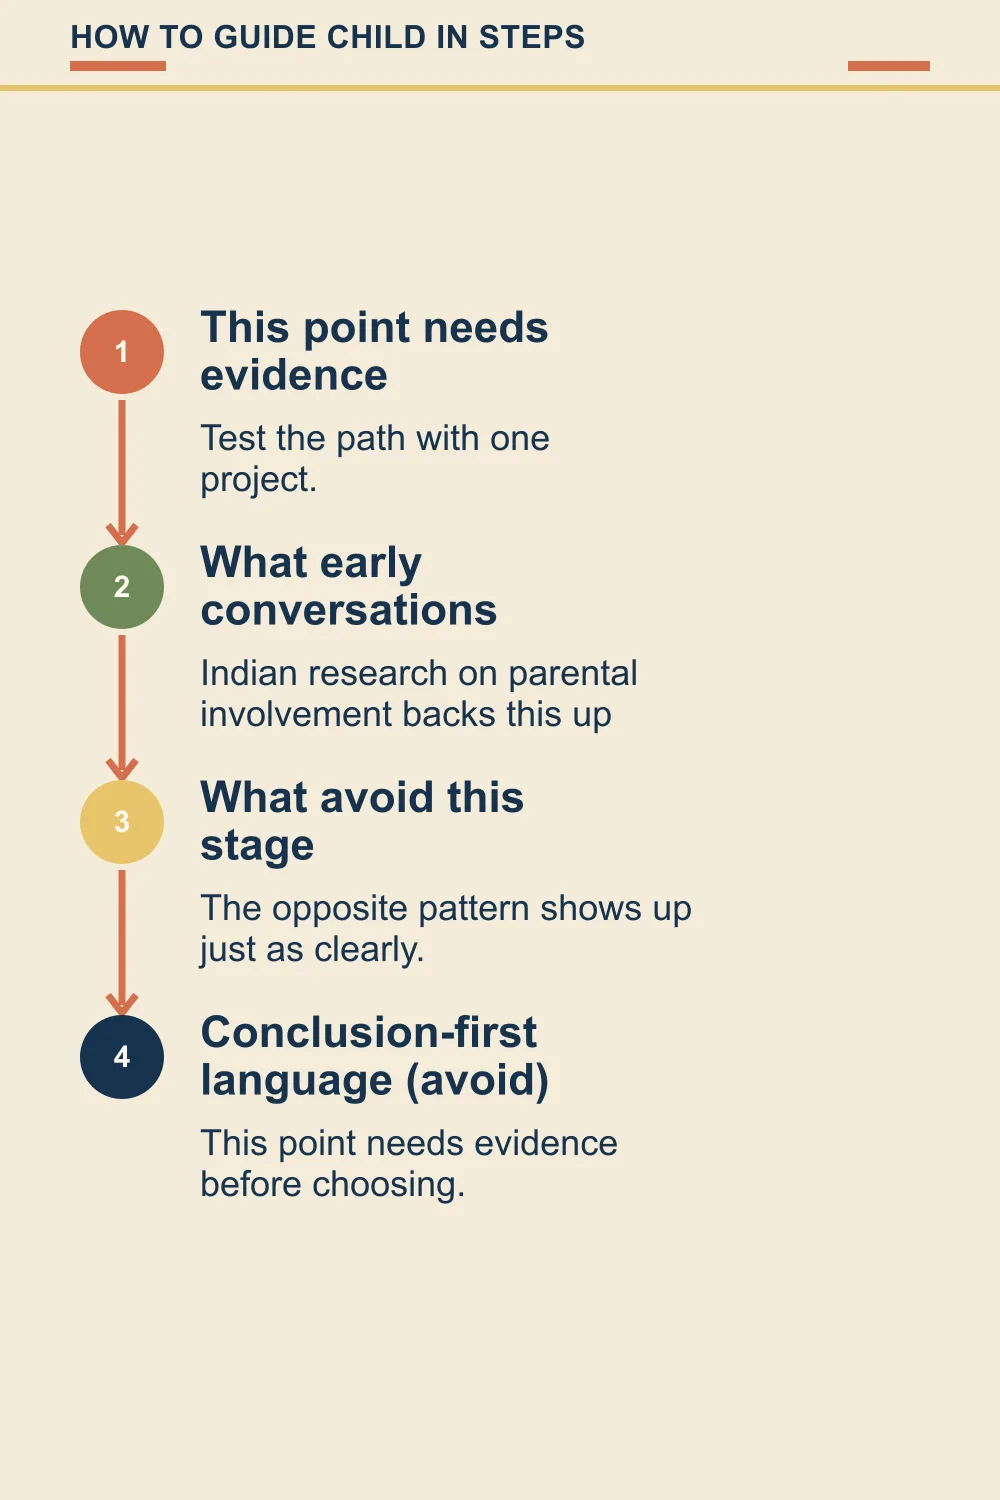 HOW TO GUIDE CHILD IN STEPS
1
This point needs
evidence
Test the path with one
project.
2
What early
conversations
Indian research on parental
involvement backs this up
3
What avoid this
stage
The opposite pattern shows up
just as clearly.
4
Conclusion-first
language (avoid)
This point needs evidence
before choosing.